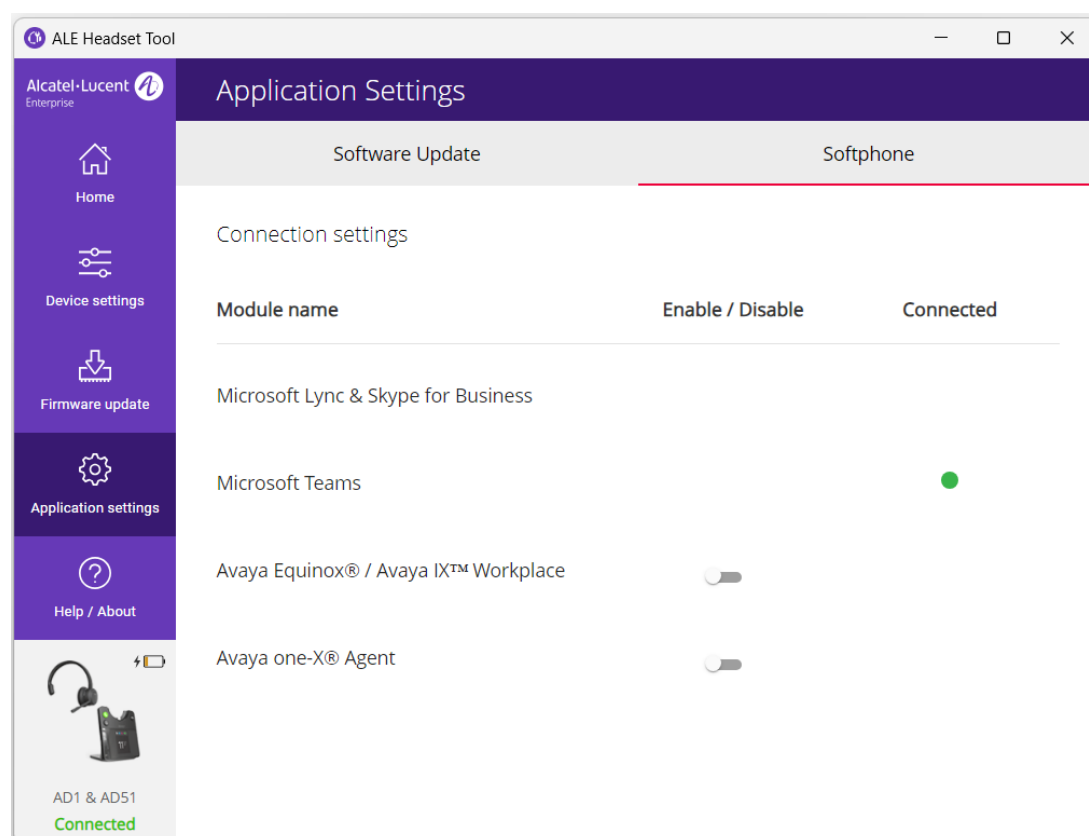 ALE Headset Tool
Alcatel·Lucent
Enterprise
Application Settings
Home
Software Update
Softphone
Connection settings
Device settings
Module name
Enable / Disable
Connected
Firmware update
Microsoft Lync & Skype for Business
Application settings
Microsoft Teams
Help / About
Avaya Equinox® / Avaya IX™ Workplace
Avaya one-X® Agent
AD1 & AD51
Connected